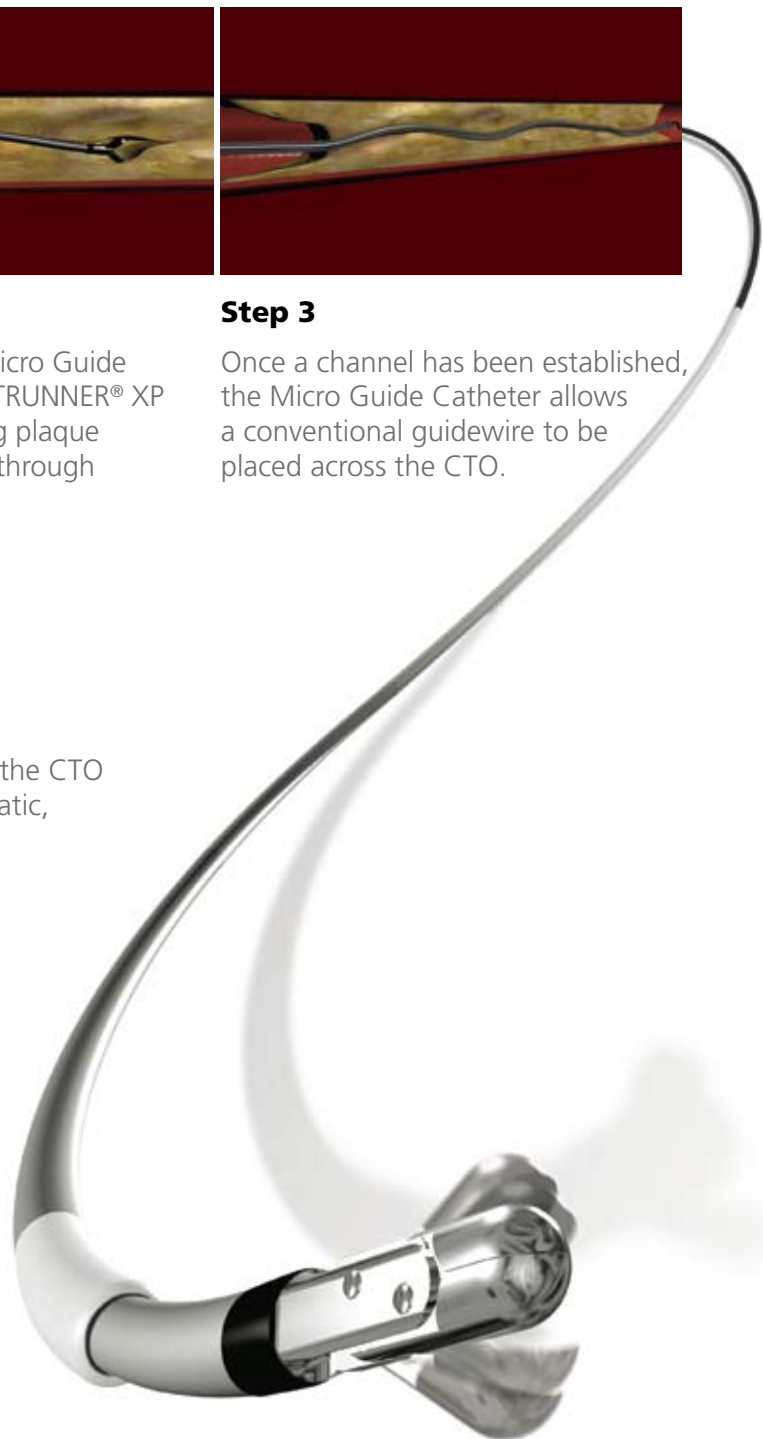 icro Guide
TRUNNER® XP
g plaque
through
the CTO
atic,
Step 3
Once a channel has been established,
the Micro Guide Catheter allows
a conventional guidewire to be
placed across the CTO.